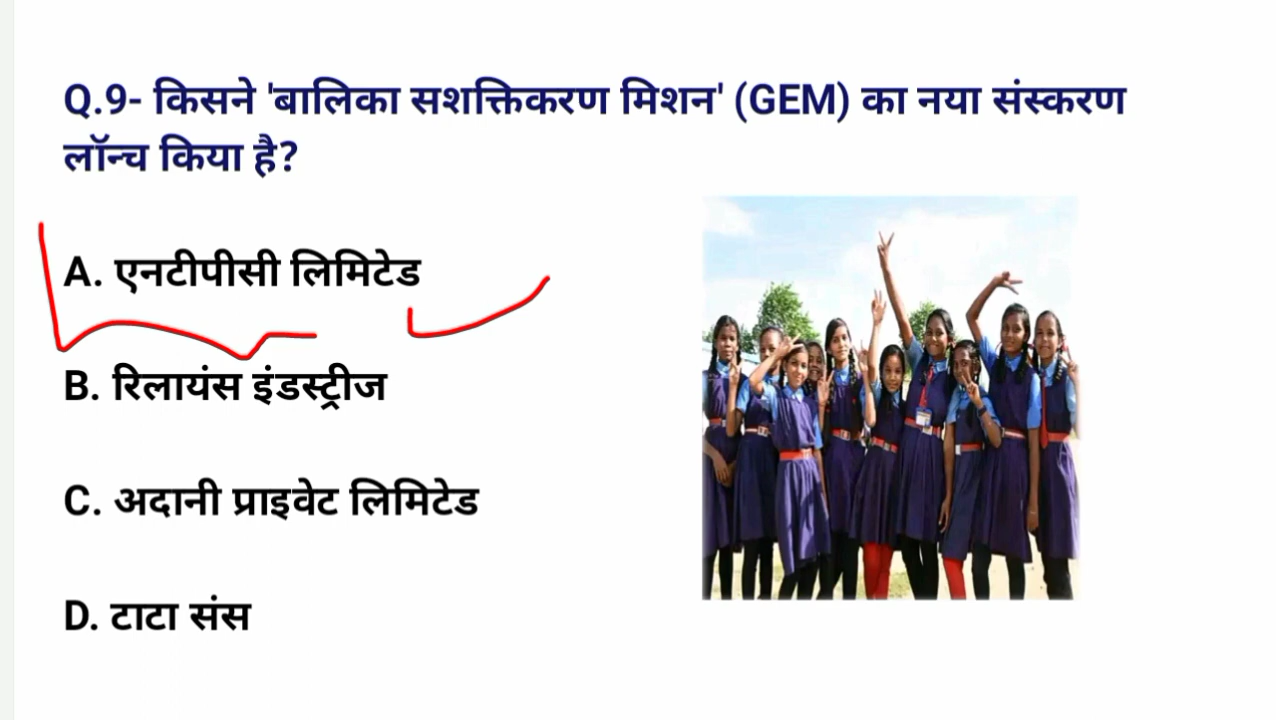 Q.9- किसने 'बालिका सशक्तिकरण मिशन' (GEM) का नया संस्करण
लॉन्च किया है?
A. एनटीपीसी लिमिटेड
B. रिलायंस इंडस्ट्रीज
C. अदानी प्राइवेट लिमिटेड
D. टाटा संस